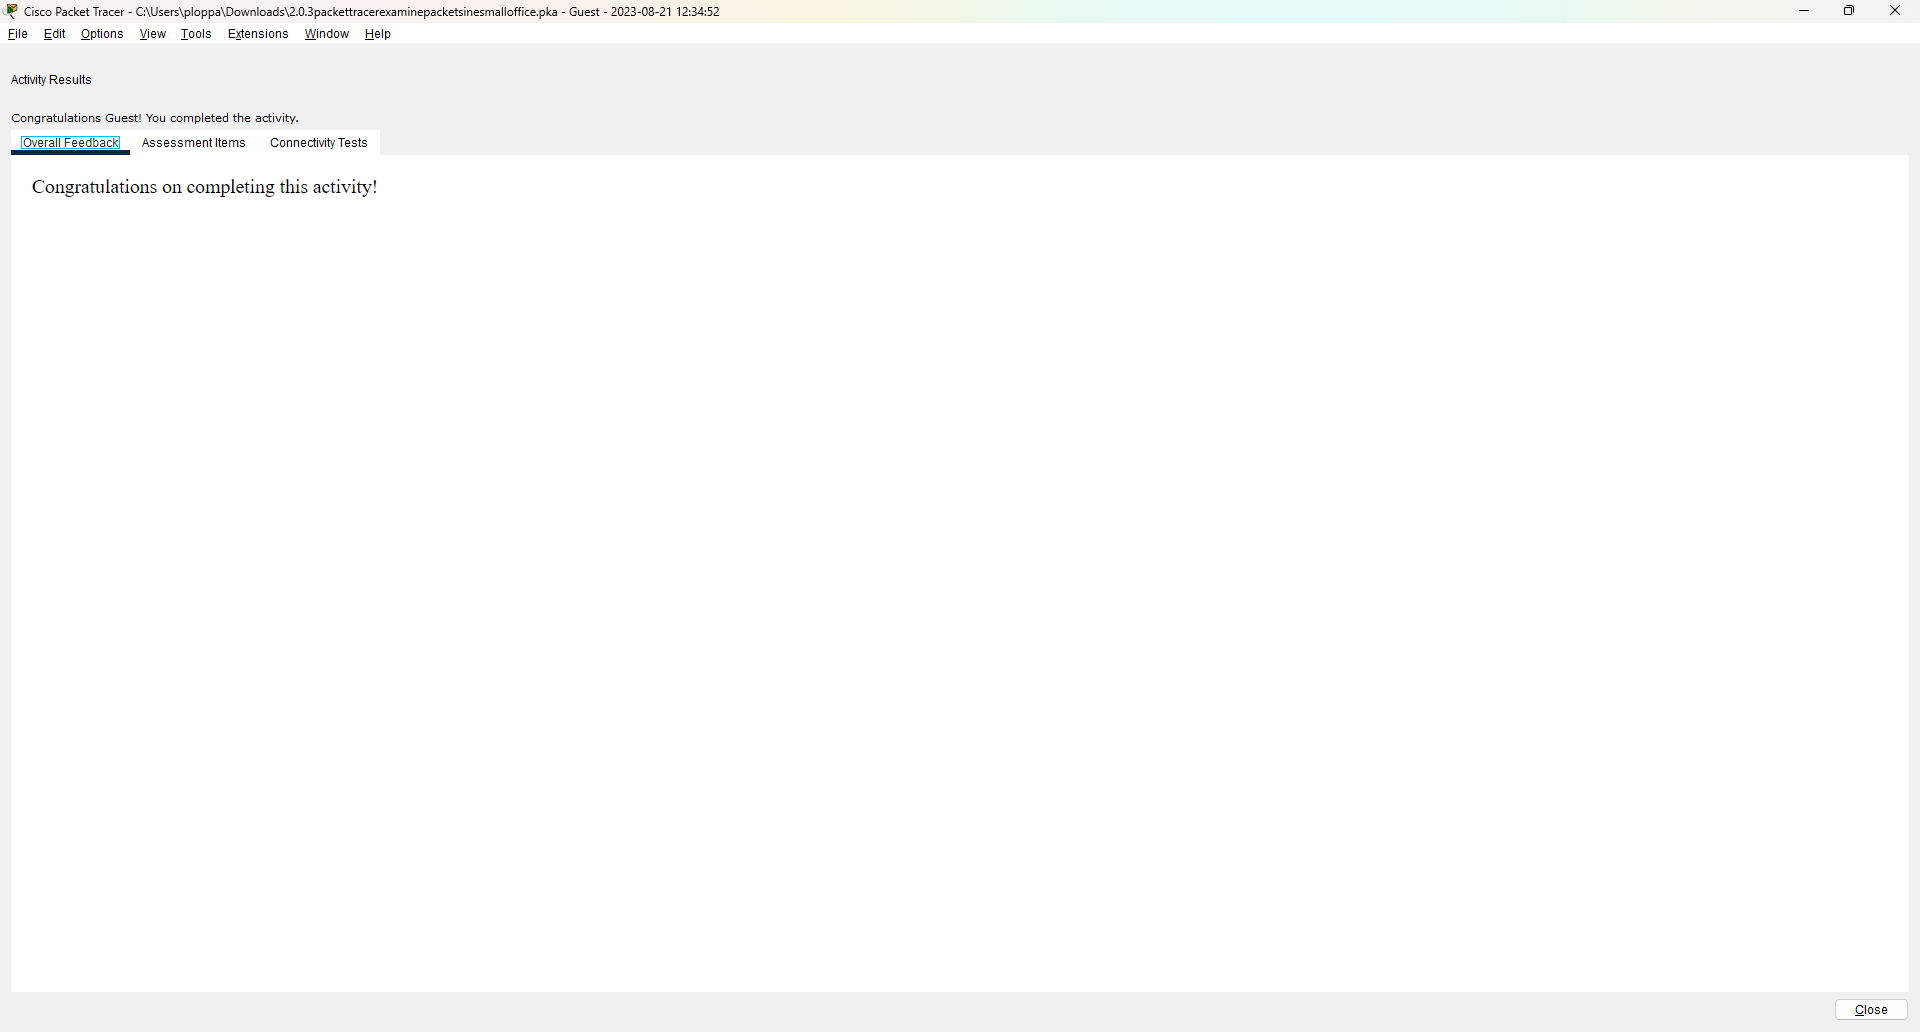 Cisco Packet Tracer - C:\Users\ploppa\Downloads\2.0.3packettracerexaminepacketsinesmalloffice.pka - Guest - 2023-08-21 12:34:52
File Edit Options View Tools Extensions Window Help
Activity Results
Congratulations Guest! You completed the activity.
Overall Feedback Assessment Items Connectivity Tests
Congratulations on completing this activity!
Close